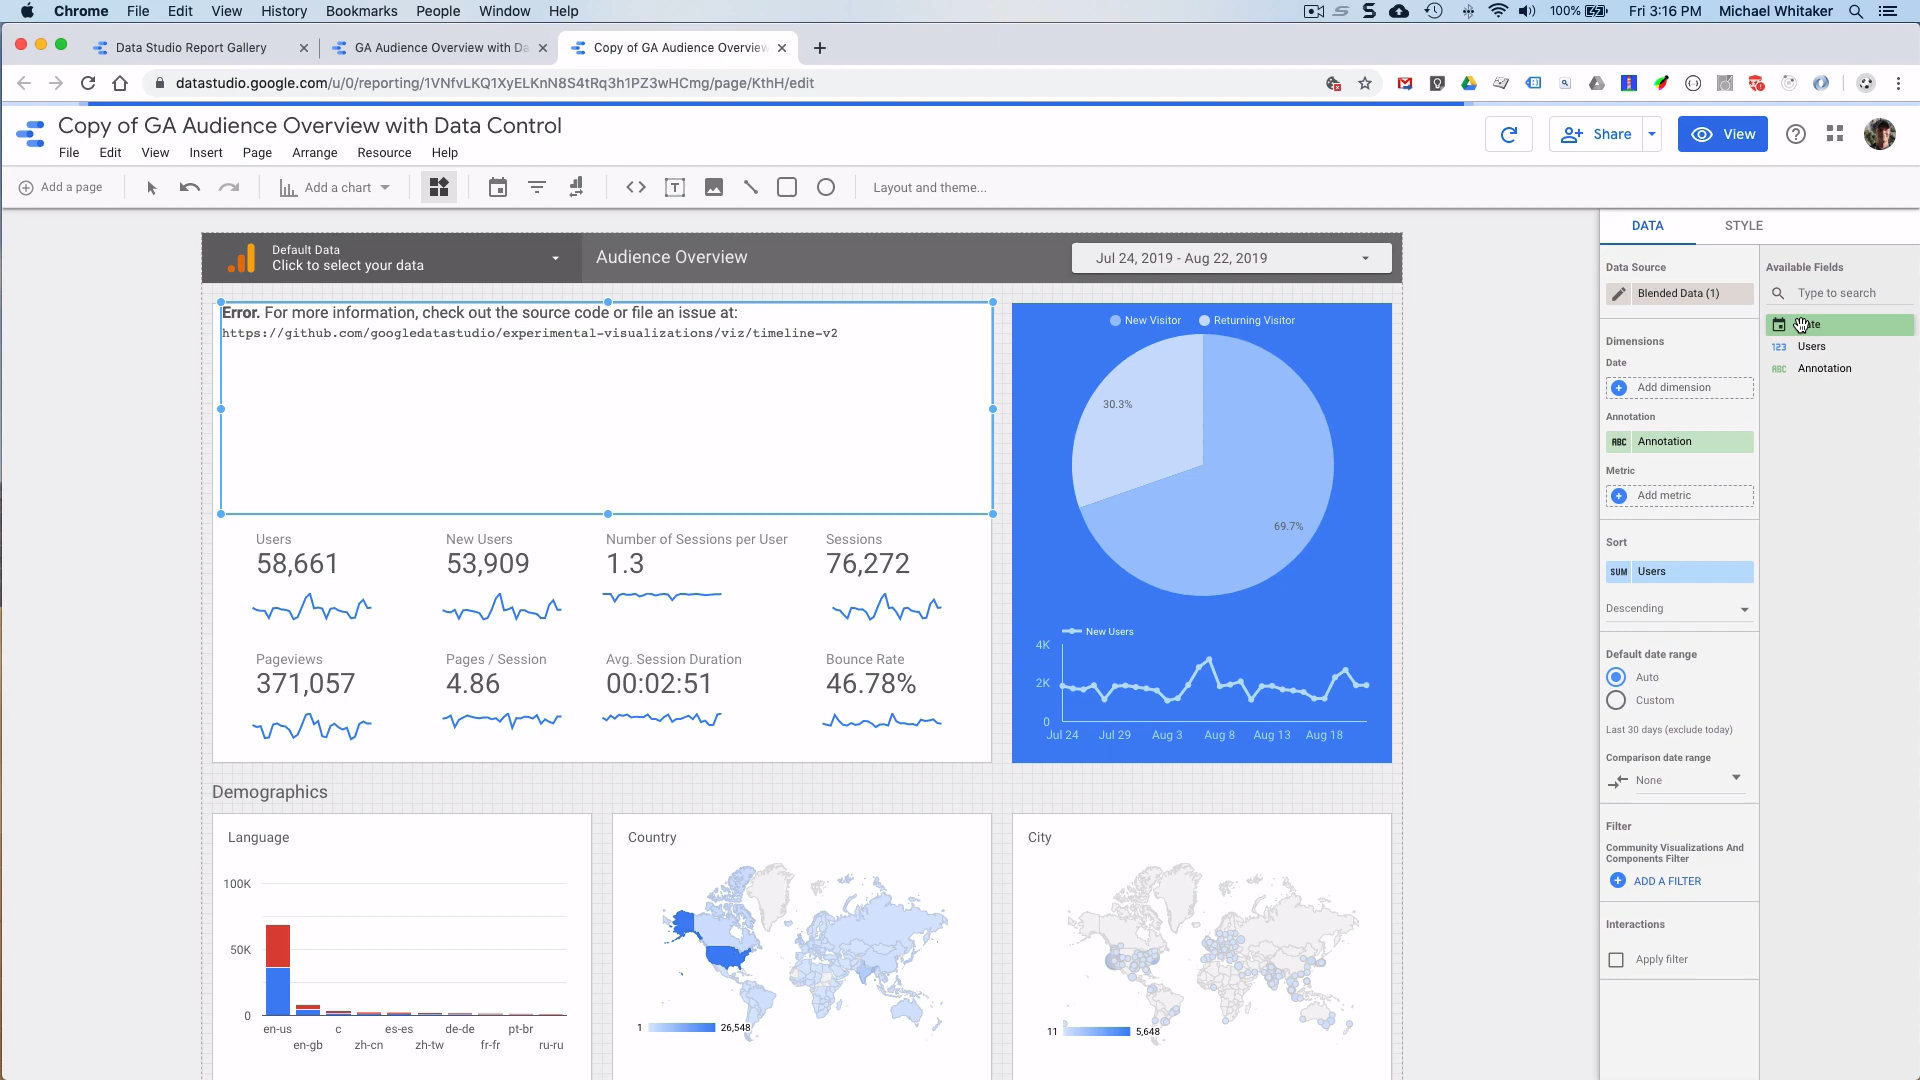 Chrome File Edit View History Bookmarks People Window Help
100% Fri 3:16 PM Michael Whitaker
Data Studio Report Gallery
GA Audience Overview with Da
Copy of GA Audience Overview
datastudio.google.com/u/0/reporting/1VNfvLKQ1XyELKnN8S4tRq3h1PZ3wHCmg/page/KthH/edit
Copy of GA Audience Overview with Data Control
File Edit View Insert Page Arrange Resource Help
Share
View
Add a page
Add a chart
Layout and theme...
Default Data
Click to select your data
Audience Overview
Jul 24, 2019 - Aug 22, 2019
Error. For more information, check out the source code or file an issue at:
https://github.com/googledatastudio/experimental-visualizations/viz/timeline-v2
Users
58,661
New Users
53,909
Number of Sessions per User
1.3
Sessions
76,272
Pageviews
371,057
Pages / Session
4.86
Avg. Session Duration
00:02:51
Bounce Rate
46.78%
New Visitor Returning Visitor
30.3%
69.7%
New Users
4K
2K
0
Jul 24 Jul 29 Aug 3 Aug 8 Aug 13 Aug 18
Demographics
Language
100K
50K
0
en-us c es-es de-de pt-br
en-gb zh-cn zh-tw fr-fr ru-ru
Country
1 26,548
City
11 5,648
DATA STYLE
Data Source
Blended Data (1)
Dimensions
Date
Add dimension
Annotation
ABC Annotation
Metric
Add metric
Sort
SUM Users
Descending
Default date range
Auto
Custom
Last 30 days (exclude today)
Comparison date range
None
Filter
Community Visualizations And
Components Filter
ADD A FILTER
Interactions
Apply filter
Available Fields
Type to search
123 Users
ABC Annotation